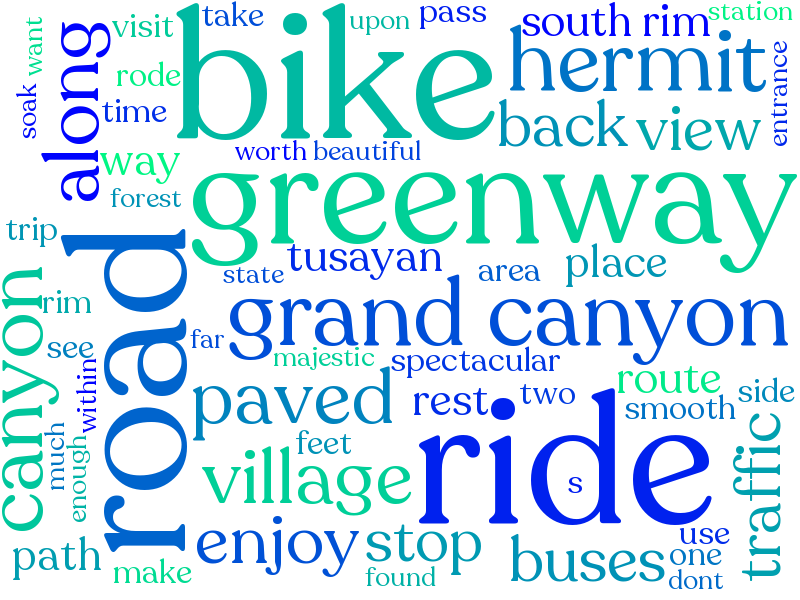 want
soak
along
visit
take
upon
pass
south rim
station
rode
time
bike
hermit
entrance
way
worth
beautiful
back
view
forest
greenway
trip
road
tusayan
state
area
place
canyon
rim
see
far
grand canyon
within
majestic
spectacular
much
enough
paved
rest
two
route
smooth
side
feet
village
ride
s
traffic
path
make
enjoy
stop
found
buses
use
one
dont